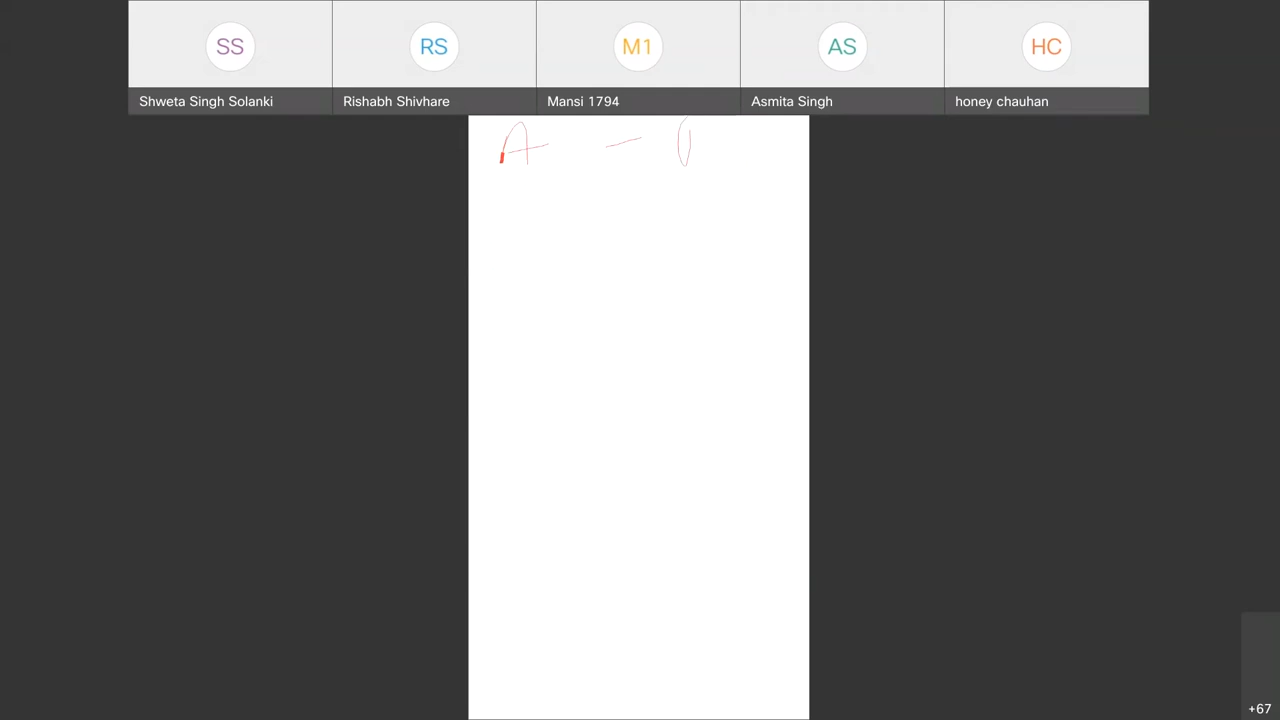 SS RS M1 AS HC
Shweta Singh Solanki Rishabh Shivhare Mansi 1794 Asmita Singh honey chauhan
A - 0
+67